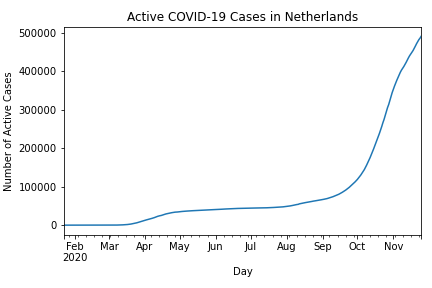 Active COVID-19 Cases in Netherlands
500000
400000
300000
200000
100000
0
Number of Active Cases
Feb Mar Apr May Jun Jul Aug Sep Oct Nov
2020
Day